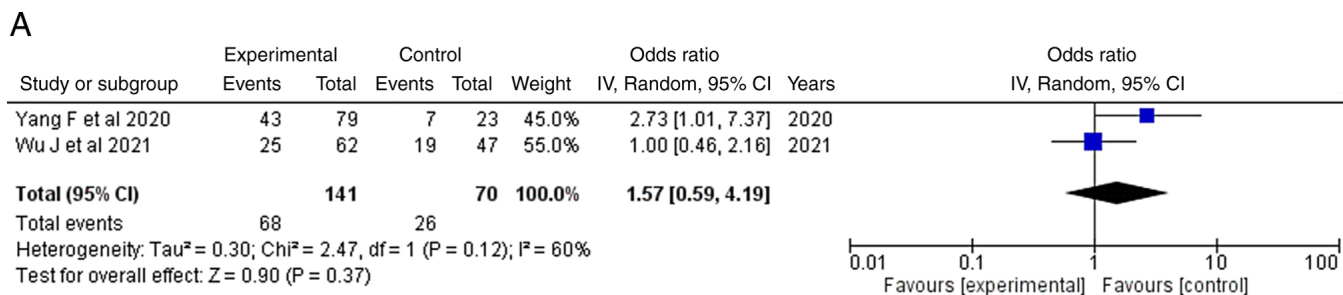 A
Experimental Control Odds ratio Odds ratio
Study or subgroup Events Total Events Total Weight IV, Random, 95% CI Years IV, Random, 95% CI
Yang F et al 2020 43 79 7 23 45.0% 2.73 [1.01, 7.37] 2020
Wu J et al 2021 25 62 19 47 55.0% 1.00 [0.46, 2.16] 2021
Total (95% CI) 141 70 100.0% 1.57 [0.59, 4.19]
Total events 68 26
Heterogeneity: Tau² = 0.30; Chi² = 2.47, df = 1 (P = 0.12); I² = 60%
Test for overall effect: Z = 0.90 (P = 0.37)
0.01 0.1 1 10 100
Favours [experimental] Favours [control]